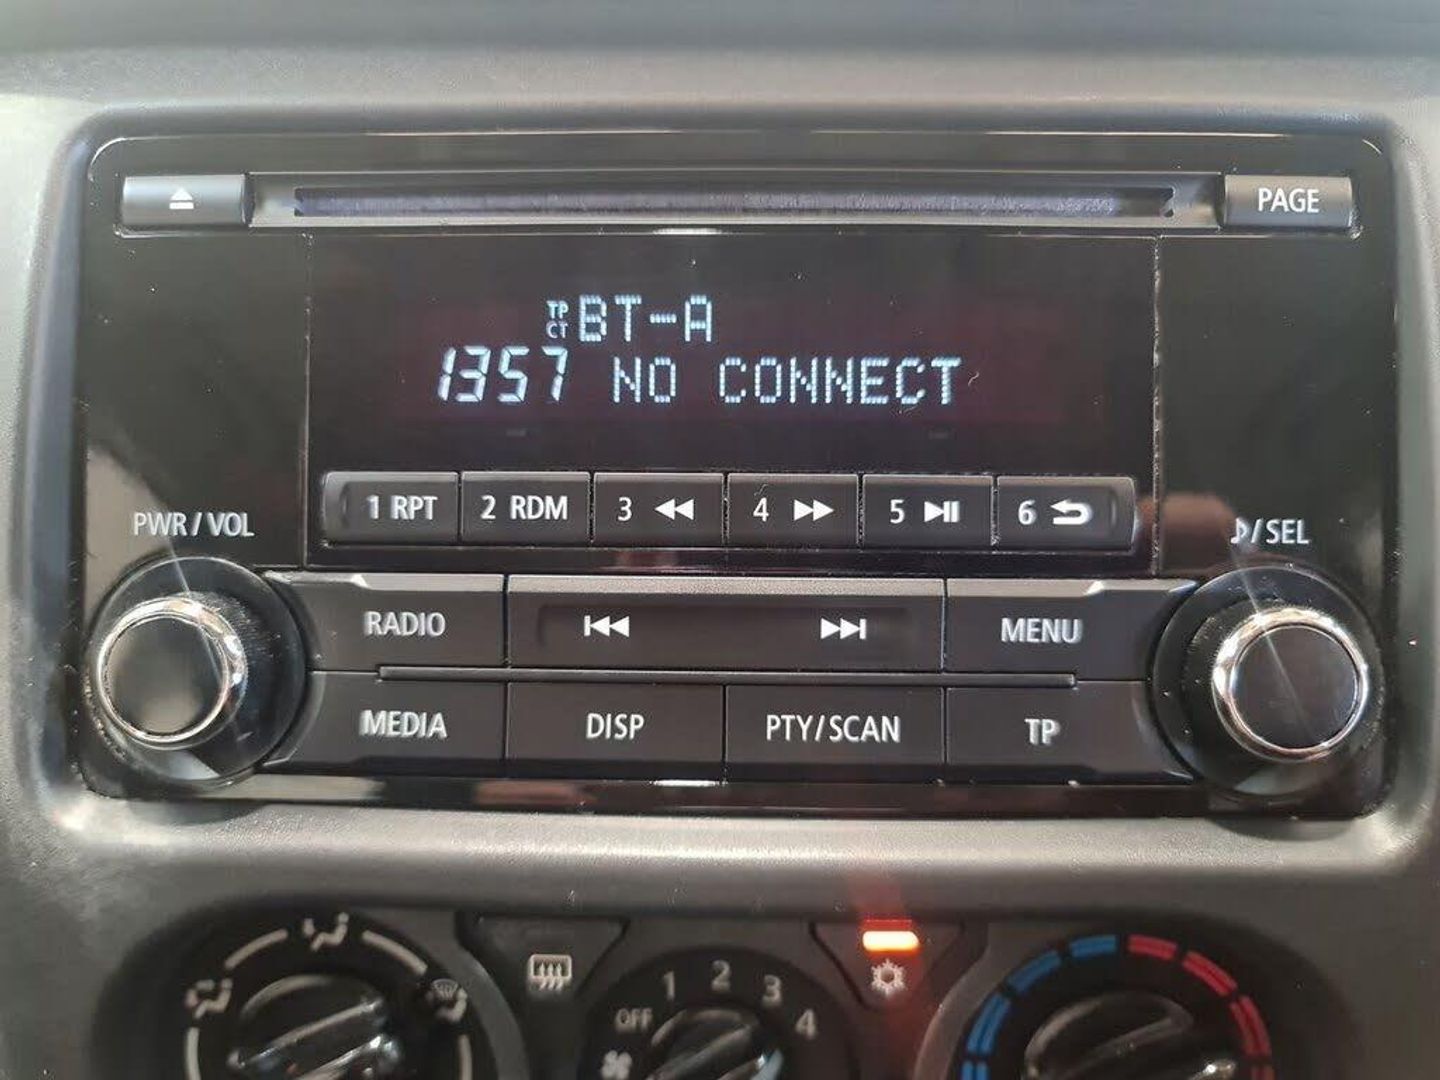 PAGE
TP
CT
BT-A
1357 NO CONNECT
1 RPT 2 RDM 3 4 5 6
PWR/VOL
♪/SEL
RADIO
MENU
MEDIA
DISP
PTY/SCAN
TP
OFF 1 2 3 4